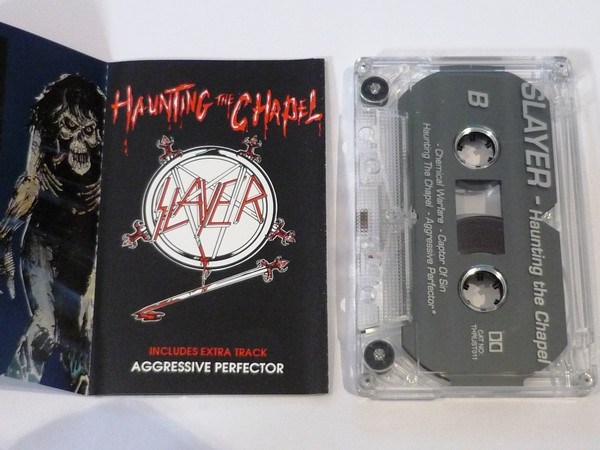 HAUNTING THE CHAPEL
SLAYER
INCLUDES EXTRA TRACK
AGGRESSIVE PERFECTOR
B
SLAYER - Haunting the Chapel
- Chemical Warfare - Captor Of Sin
Haunting The Chapel - Aggressive Perfector*
CAT NO:
THRUST011